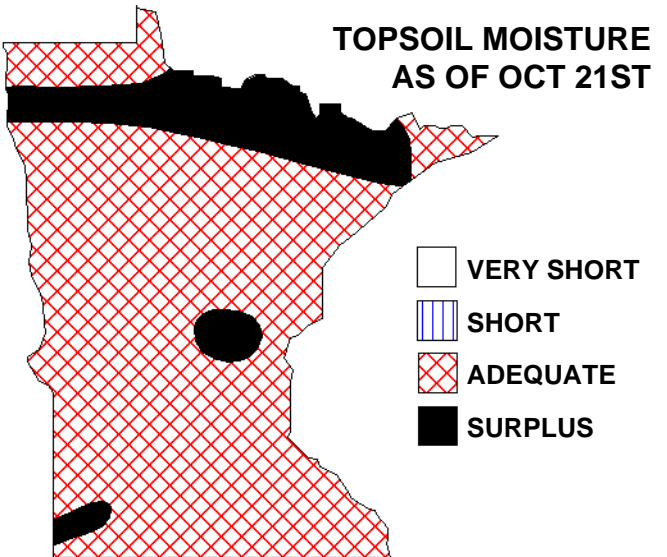 TOPSOIL MOISTURE
AS OF OCT 21ST
VERY SHORT
SHORT
ADEQUATE
SURPLUS